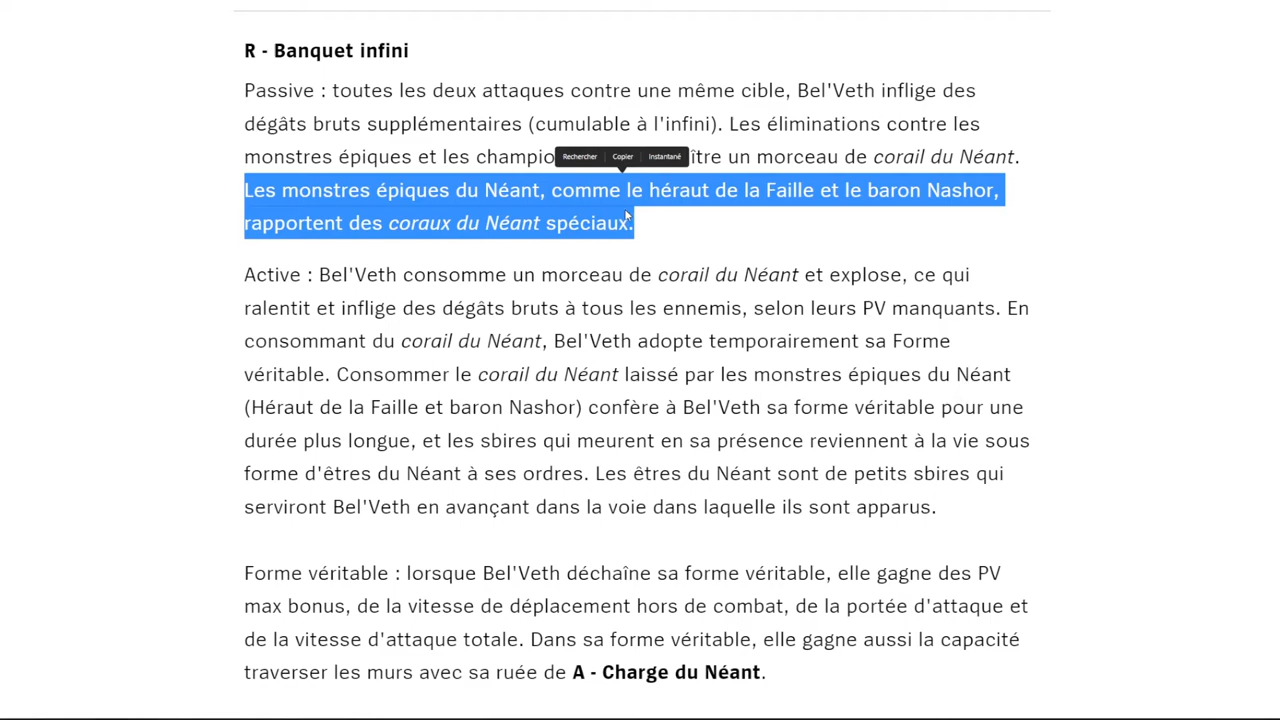 R - Banquet infini
Passive : toutes les deux attaques contre une même cible, Bel'Veth inflige des
dégâts bruts supplémentaires (cumulable à l'infini). Les éliminations contre les
monstres épiques et les champio
Rechercher Copier Instantané
ître un morceau de corail du Néant.
Les monstres épiques du Néant, comme le héraut de la Faille et le baron Nashor,
rapportent des coraux du Néant spéciaux.
Active : Bel'Veth consomme un morceau de corail du Néant et explose, ce qui
ralentit et inflige des dégâts bruts à tous les ennemis, selon leurs PV manquants. En
consommant du corail du Néant, Bel'Veth adopte temporairement sa Forme
véritable. Consommer le corail du Néant laissé par les monstres épiques du Néant
(Héraut de la Faille et baron Nashor) confère à Bel'Veth sa forme véritable pour une
durée plus longue, et les sbires qui meurent en sa présence reviennent à la vie sous
forme d'êtres du Néant à ses ordres. Les êtres du Néant sont de petits sbires qui
serviront Bel'Veth en avançant dans la voie dans laquelle ils sont apparus.
Forme véritable : lorsque Bel'Veth déchaîne sa forme véritable, elle gagne des PV
max bonus, de la vitesse de déplacement hors de combat, de la portée d'attaque et
de la vitesse d'attaque totale. Dans sa forme véritable, elle gagne aussi la capacité
traverser les murs avec sa ruée de A - Charge du Néant.